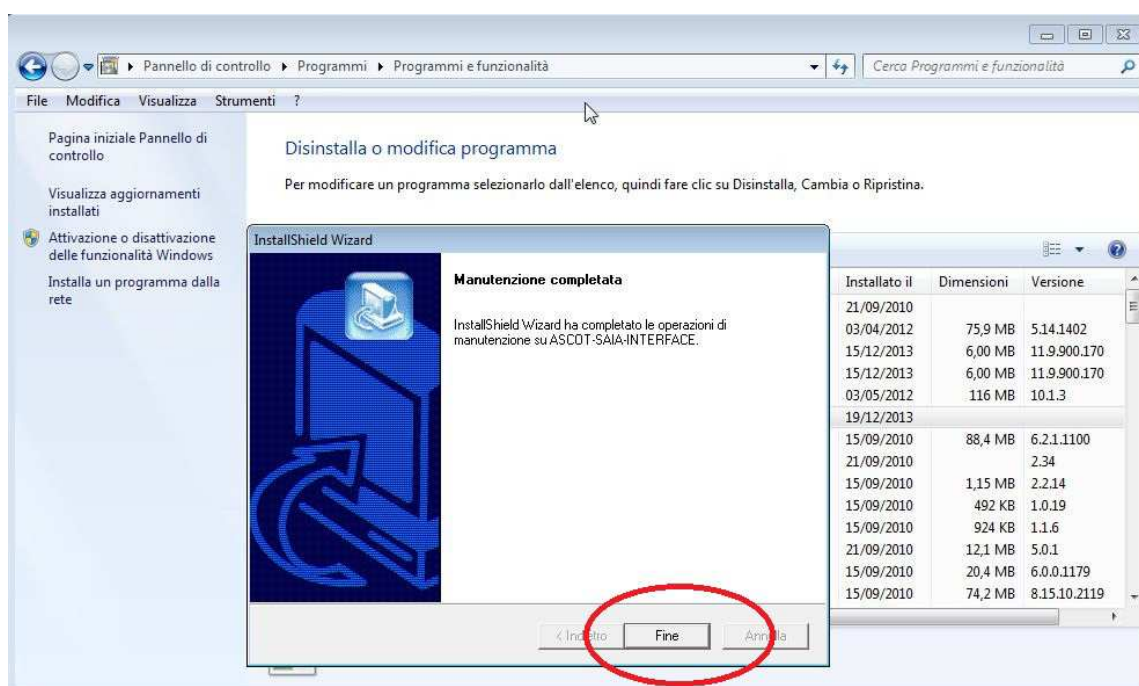 Pannello di controllo Programmi Programmi e funzionalità
Cerca Programmi e funzionalità
File Modifica Visualizza Strumenti ?
Pagina iniziale Pannello di
controllo
Visualizza aggiornamenti
installati
Attivazione o disattivazione
delle funzionalità Windows
Installa un programma dalla
rete
Disinstalla o modifica programma
Per modificare un programma selezionarlo dall'elenco, quindi fare clic su Disinstalla, Cambia o Ripristina.
InstallShield Wizard
Manutenzione completata
InstallShield Wizard ha completato le operazioni di
manutenzione su ASCOT-SAIA-INTERFACE.
< Indietro Fine Annulla
Installato il Dimensioni Versione
21/09/2010
03/04/2012 75,9 MB 5.14.1402
15/12/2013 6,00 MB 11.9.900.170
15/12/2013 6,00 MB 11.9.900.170
03/05/2012 116 MB 10.1.3
19/12/2013
15/09/2010 88,4 MB 6.2.1.1100
21/09/2010 2.34
15/09/2010 1,15 MB 2.2.14
15/09/2010 492 KB 1.0.19
15/09/2010 924 KB 1.1.6
21/09/2010 12,1 MB 5.0.1
15/09/2010 20,4 MB 6.0.0.1179
15/09/2010 74,2 MB 8.15.10.2119